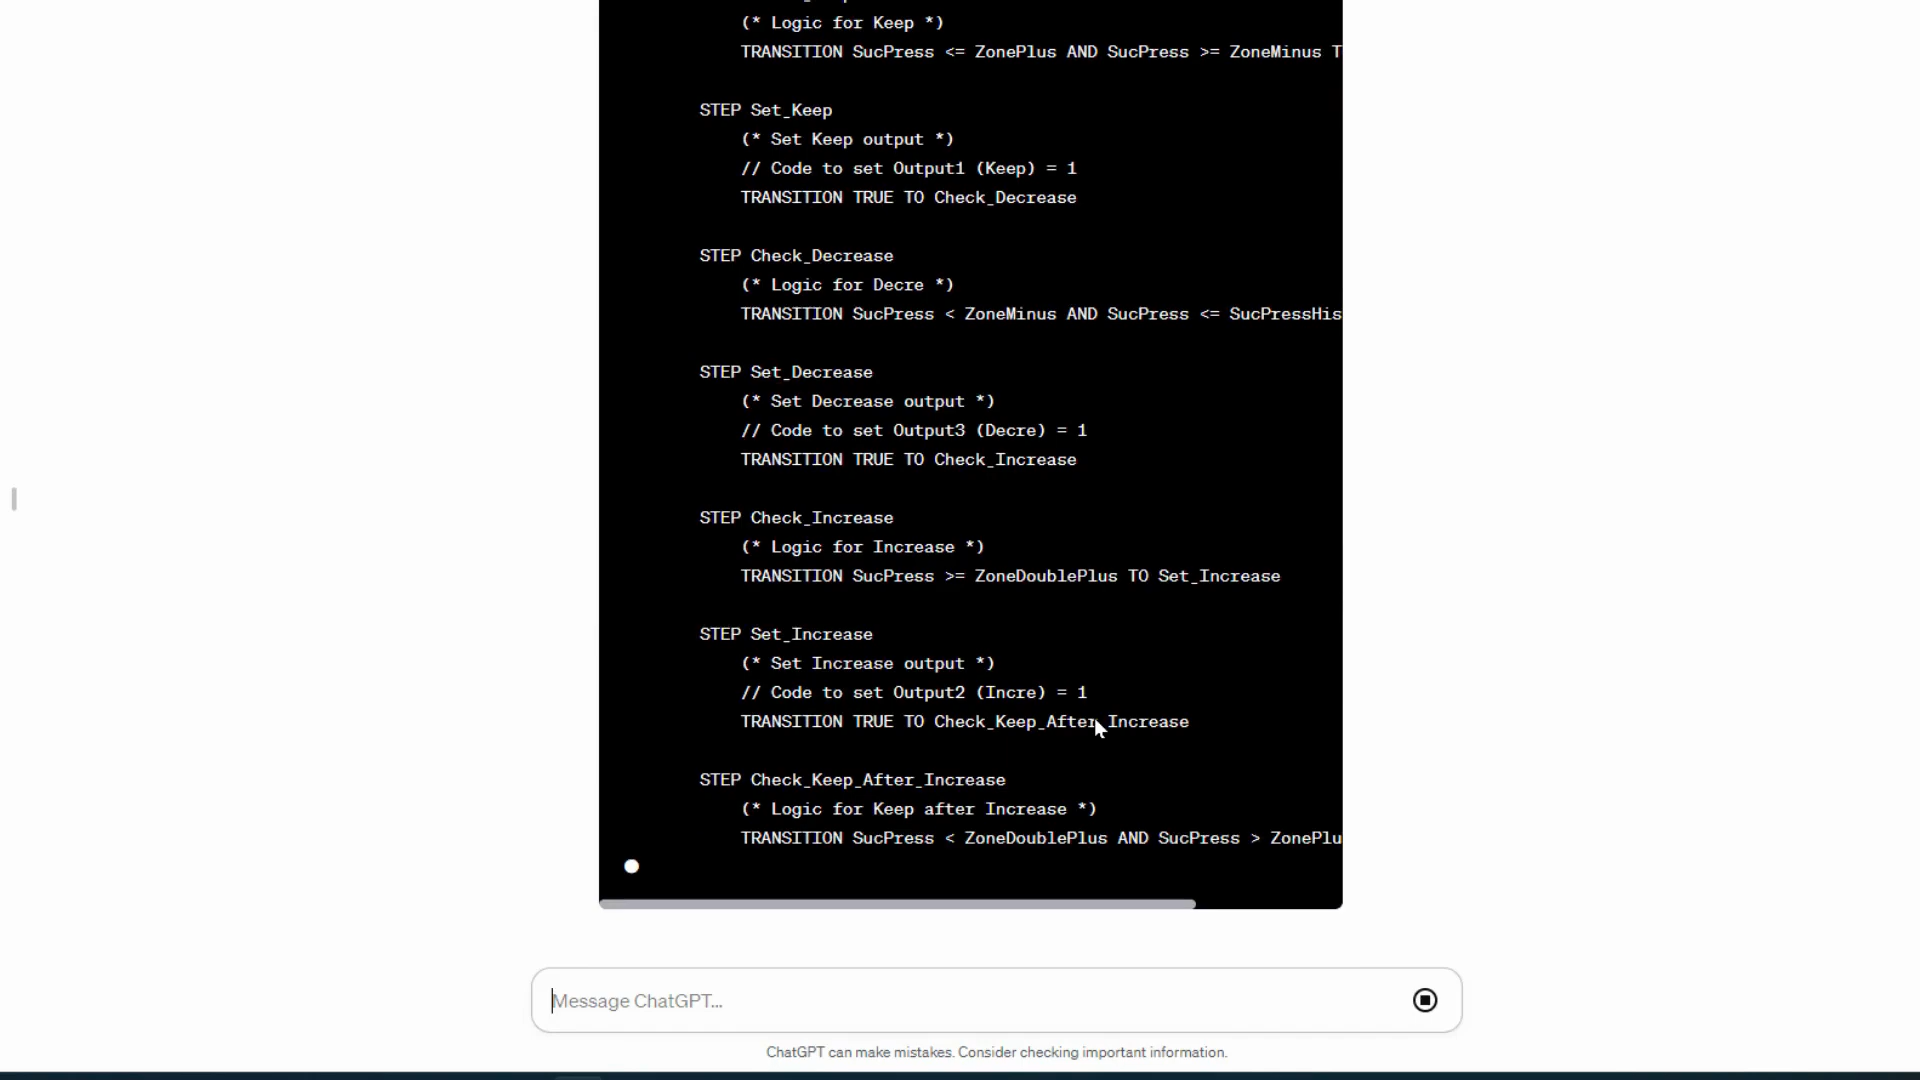 (* Logic for Keep *)
TRANSITION SucPress <= ZonePlus AND SucPress >= ZoneMinus T
STEP Set_Keep
(* Set Keep output *)
// Code to set Output1 (Keep) = 1
TRANSITION TRUE TO Check_Decrease
STEP Check_Decrease
(* Logic for Decre *)
TRANSITION SucPress < ZoneMinus AND SucPress <= SucPressHis
STEP Set_Decrease
(* Set Decrease output *)
// Code to set Output3 (Decre) = 1
TRANSITION TRUE TO Check_Increase
STEP Check_Increase
(* Logic for Increase *)
TRANSITION SucPress >= ZoneDoublePlus TO Set_Increase
STEP Set_Increase
(* Set Increase output *)
// Code to set Output2 (Incre) = 1
TRANSITION TRUE TO Check_Keep_After_Increase
STEP Check_Keep_After_Increase
(* Logic for Keep after Increase *)
TRANSITION SucPress < ZoneDoublePlus AND SucPress > ZonePlu
Message ChatGPT...
ChatGPT can make mistakes. Consider checking important information.